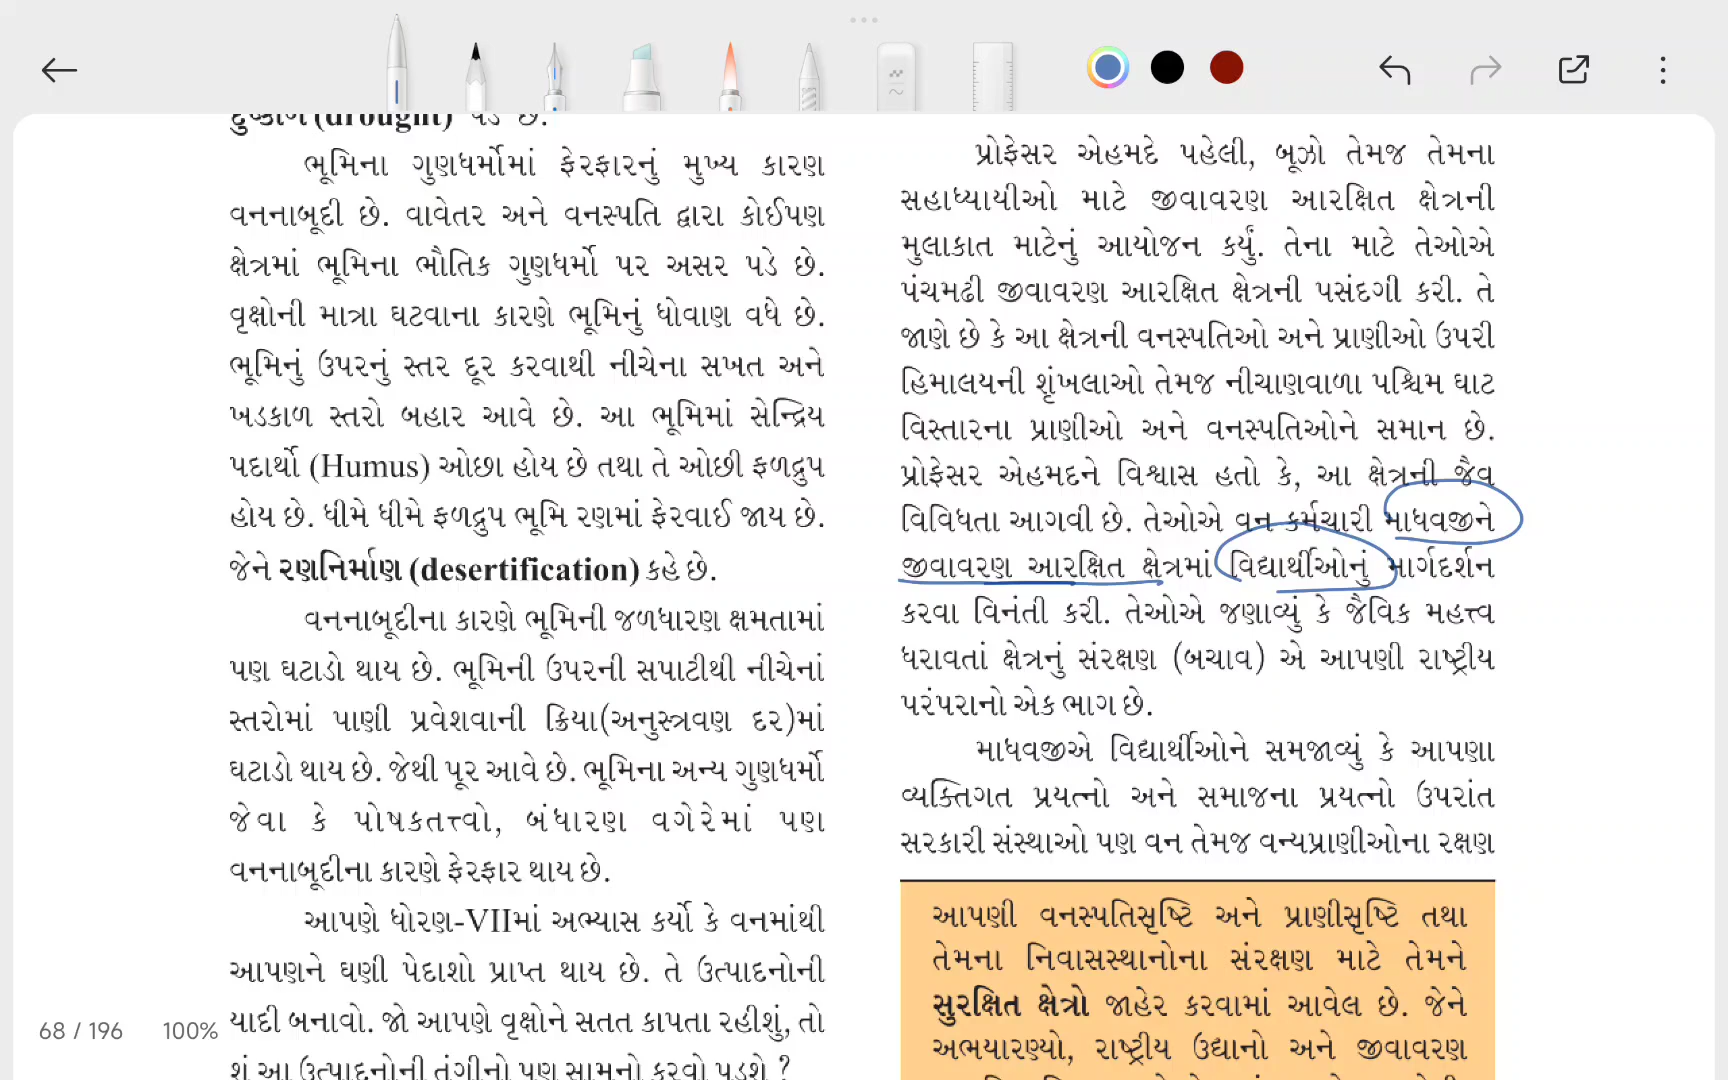 દુષ્કાળ (drought) પડે છે.
ભૂમિના ગુણધર્મોમાં ફેરફારનું મુખ્ય કારણ
વનનાબૂદી છે. વાવેતર અને વનસ્પતિ દ્વારા કોઈપણ
ક્ષેત્રમાં ભૂમિના ભૌતિક ગુણધર્મો પર અસર પડે છે.
વૃક્ષોની માત્રા ઘટવાના કારણે ભૂમિનું ધોવાણ વધે છે.
ભૂમિનું ઉપરનું સ્તર દૂર કરવાથી નીચેના સખત અને
ખડકાળ સ્તરો બહાર આવે છે. આ ભૂમિમાં સેન્દ્રિય
પદાર્થો (Humus) ઓછા હોય છે તથા તે ઓછી ફળદ્રુપ
હોય છે. ધીમે ધીમે ફળદ્રુપ ભૂમિ રણમાં ફેરવાઈ જાય છે.
જેને રણનિર્માણ (desertification) કહે છે.
વનનાબૂદીના કારણે ભૂમિની જળધારણ ક્ષમતામાં
પણ ઘટાડો થાય છે. ભૂમિની ઉપરની સપાટીથી નીચેનાં
સ્તરોમાં પાણી પ્રવેશવાની ક્રિયા(અનુસ્ત્રવણ દર)માં
ઘટાડો થાય છે. જેથી પૂર આવે છે. ભૂમિના અન્ય ગુણધર્મો
જેવા કે પોષકતત્ત્વો, બંધારણ વગેરેમાં પણ
વનનાબૂદીના કારણે ફેરફાર થાય છે.
આપણે ધોરણ-VIIમાં અભ્યાસ કર્યો કે વનમાંથી
આપણને ઘણી પેદાશો પ્રાપ્ત થાય છે. તે ઉત્પાદનોની
યાદી બનાવો. જો આપણે વૃક્ષોને સતત કાપતા રહીશું, તો
શું આ ઉત્પાદનોની તંગીનો પણ સામનો કરવો પડશે ?
પ્રોફેસર એહમદે પહેલી, બૂઝો તેમજ તેમના
સહાધ્યાયીઓ માટે જીવાવરણ આરક્ષિત ક્ષેત્રની
મુલાકાત માટેનું આયોજન કર્યું. તેના માટે તેઓએ
પંચમઢી જીવાવરણ આરક્ષિત ક્ષેત્રની પસંદગી કરી. તે
જાણે છે કે આ ક્ષેત્રની વનસ્પતિઓ અને પ્રાણીઓ ઉપરી
હિમાલયની શૃંખલાઓ તેમજ નીચાણવાળા પશ્ચિમ ઘાટ
વિસ્તારના પ્રાણીઓ અને વનસ્પતિઓને સમાન છે.
પ્રોફેસર એહમદને વિશ્વાસ હતો કે, આ ક્ષેત્રની જૈવ
વિવિધતા આગવી છે. તેઓએ વન કર્મચારી માધવજીને
જીવાવરણ આરક્ષિત ક્ષેત્રમાં વિદ્યાર્થીઓનું માર્ગદર્શન
કરવા વિનંતી કરી. તેઓએ જણાવ્યું કે જૈવિક મહત્ત્વ
ધરાવતાં ક્ષેત્રનું સંરક્ષણ (બચાવ) એ આપણી રાષ્ટ્રીય
પરંપરાનો એક ભાગ છે.
માધવજીએ વિદ્યાર્થીઓને સમજાવ્યું કે આપણા
વ્યક્તિગત પ્રયત્નો અને સમાજના પ્રયત્નો ઉપરાંત
સરકારી સંસ્થાઓ પણ વન તેમજ વન્યપ્રાણીઓના રક્ષણ
આપણી વનસ્પતિસૃષ્ટિ અને પ્રાણીસૃષ્ટિ તથા
તેમના નિવાસસ્થાનોના સંરક્ષણ માટે તેમને
સુરક્ષિત ક્ષેત્રો જાહેર કરવામાં આવેલ છે. જેને
અભયારણ્યો, રાષ્ટ્રીય ઉદ્યાનો અને જીવાવરણ
68 / 196 100%